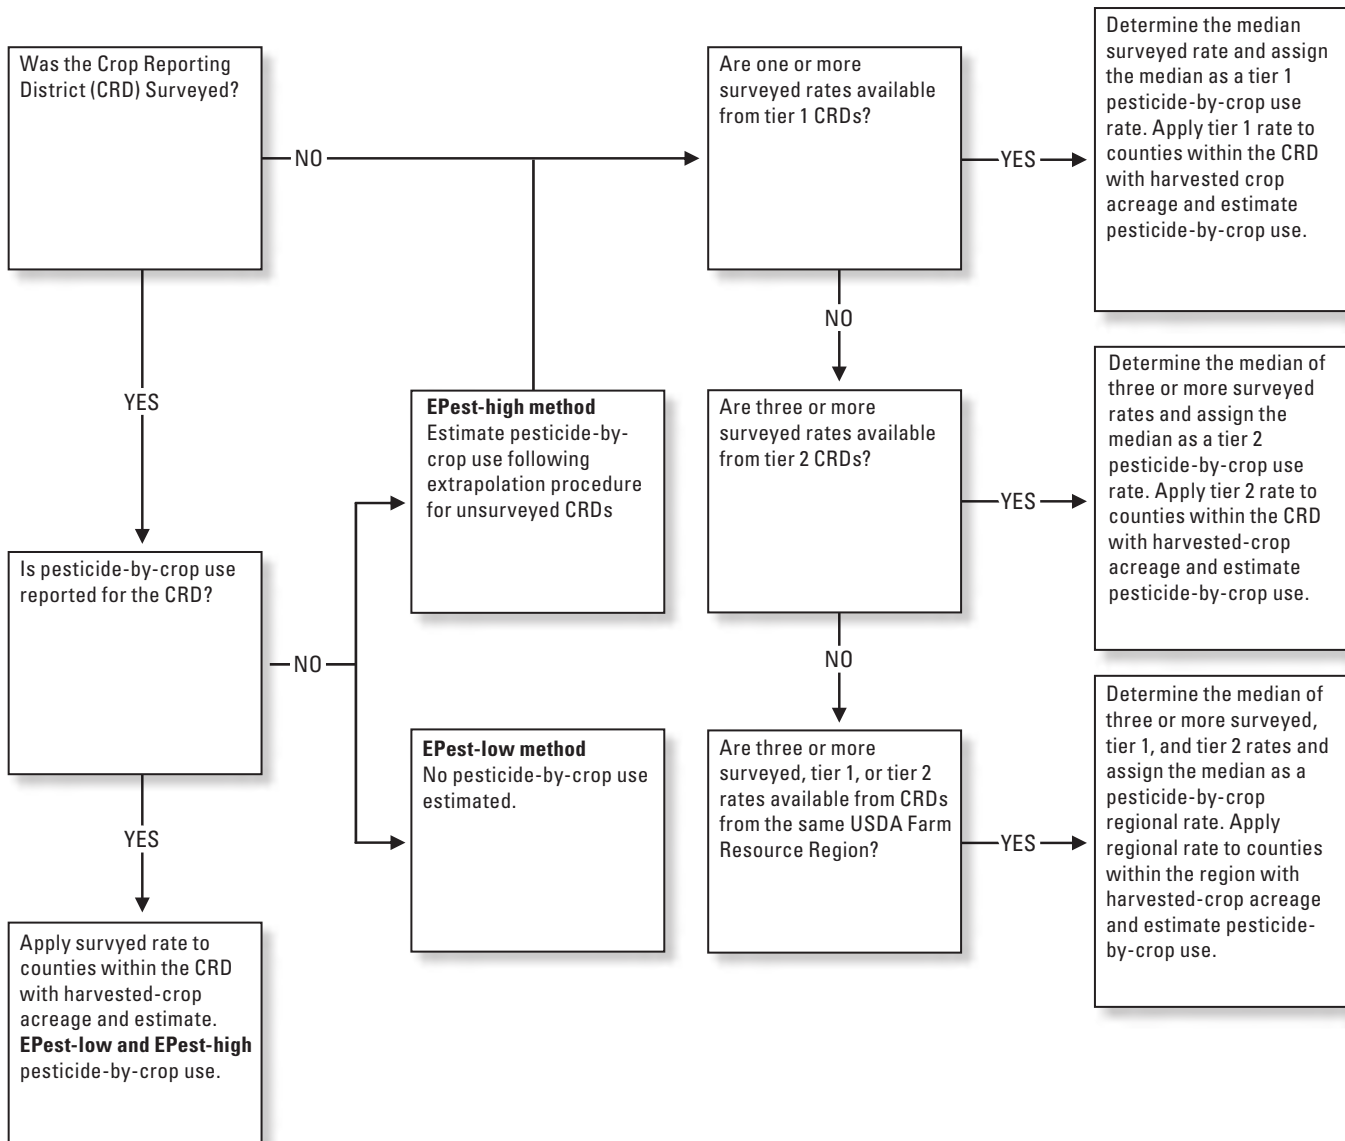 Was the Crop Reporting
District (CRD) Surveyed?
NO
YES
Is pesticide-by-crop use
reported for the CRD?
NO
YES
Apply survyed rate to
counties within the CRD
with harvested-crop
acreage and estimate.
EPest-low and EPest-high
pesticide-by-crop use.
EPest-high method
Estimate pesticide-by-
crop use following
extrapolation procedure
for unsurveyed CRDs
EPest-low method
No pesticide-by-crop use
estimated.
Are one or more
surveyed rates available
from tier 1 CRDs?
YES
NO
Are three or more
surveyed rates available
from tier 2 CRDs?
YES
NO
Are three or more
surveyed, tier 1, or tier 2
rates available from CRDs
from the same USDA Farm
Resource Region?
YES
Determine the median
surveyed rate and assign
the median as a tier 1
pesticide-by-crop use
rate. Apply tier 1 rate to
counties within the CRD
with harvested crop
acreage and estimate
pesticide-by-crop use.
Determine the median of
three or more surveyed
rates and assign the
median as a tier 2
pesticide-by-crop use
rate. Apply tier 2 rate to
counties within the CRD
with harvested-crop
acreage and estimate
pesticide-by-crop use.
Determine the median of
three or more surveyed,
tier 1, and tier 2 rates and
assign the median as a
pesticide-by-crop
regional rate. Apply
regional rate to counties
within the region with
harvested-crop acreage
and estimate pesticide-
by-crop use.